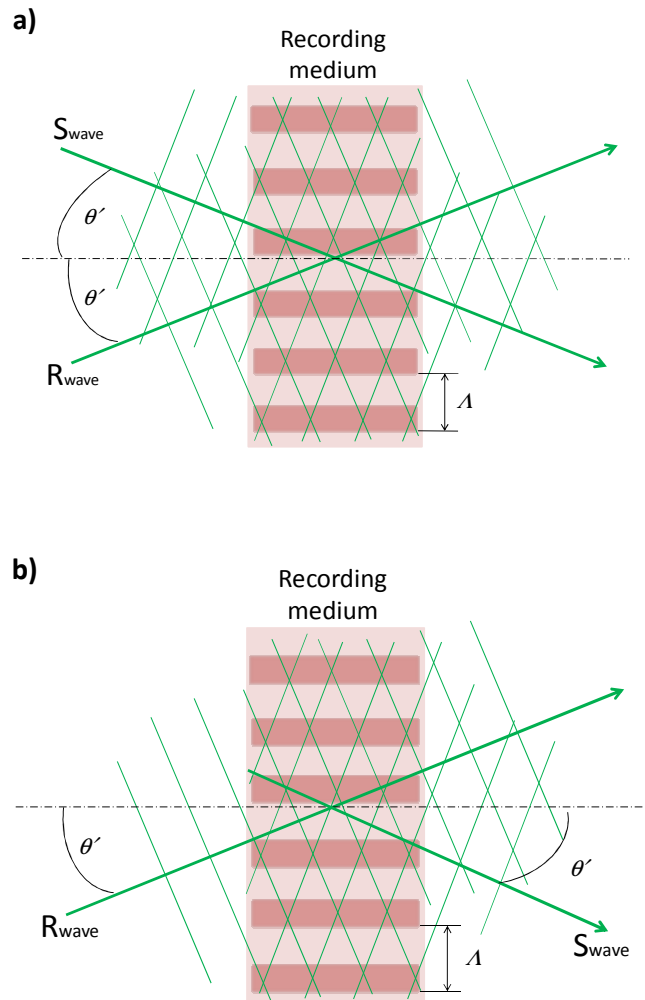 a)
Recording
medium
Swave
θ′
θ′
Rwave
Λ
b)
Recording
medium
θ′
θ′
Rwave
Λ
Swave